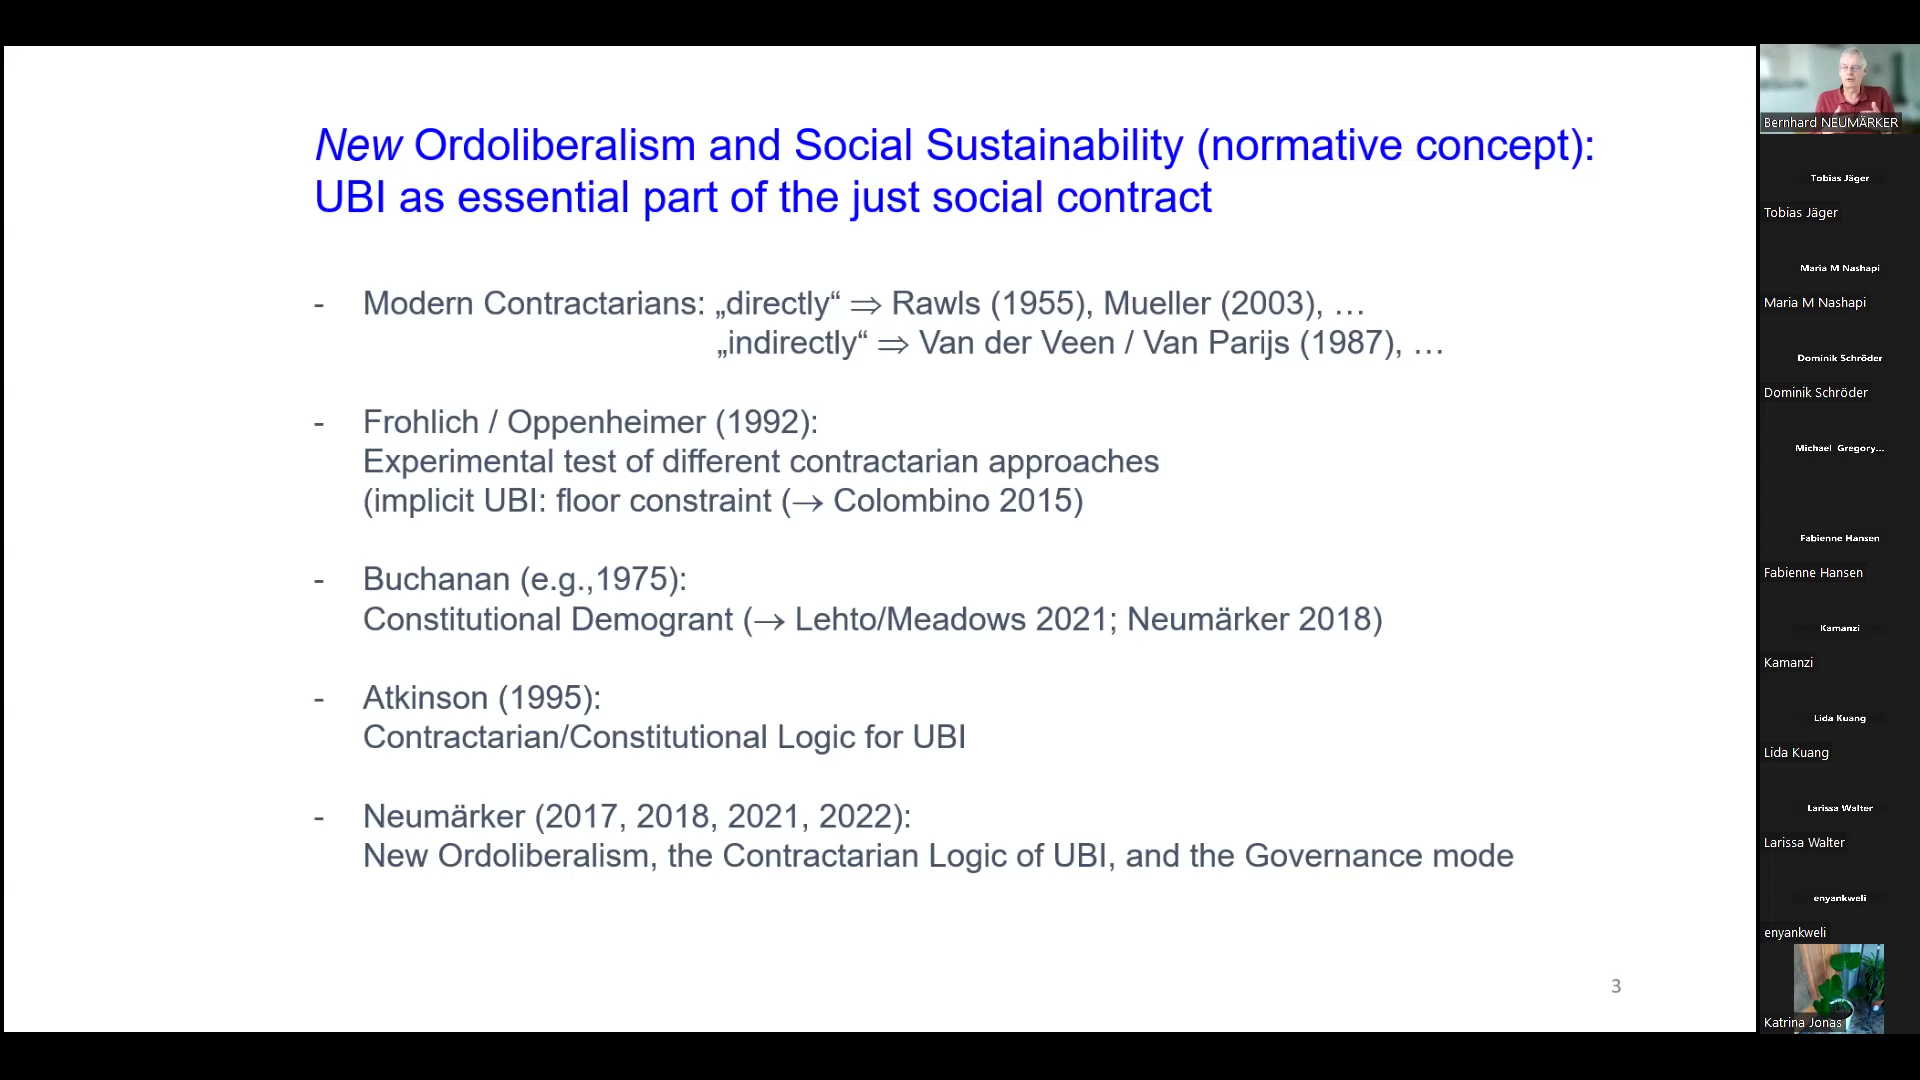 New Ordoliberalism and Social Sustainability (normative concept):
UBI as essential part of the just social contract
- Modern Contractarians: „directly“ ⇒ Rawls (1955), Mueller (2003), …
„indirectly“ ⇒ Van der Veen / Van Parijs (1987), …
- Frohlich / Oppenheimer (1992):
Experimental test of different contractarian approaches
(implicit UBI: floor constraint (→ Colombino 2015)
- Buchanan (e.g.,1975):
Constitutional Demogrant (→ Lehto/Meadows 2021; Neumärker 2018)
- Atkinson (1995):
Contractarian/Constitutional Logic for UBI
- Neumärker (2017, 2018, 2021, 2022):
New Ordoliberalism, the Contractarian Logic of UBI, and the Governance mode
3
Bernhard NEUMÄRKER
Tobias Jäger
Tobias Jäger
Maria M Nashapi
Maria M Nashapi
Dominik Schröder
Dominik Schröder
Michael Gregory...
Fabienne Hansen
Fabienne Hansen
Kamanzi
Kamanzi
Lida Kuang
Lida Kuang
Larissa Walter
Larissa Walter
enyankweli
enyankweli
Katrina Jonas